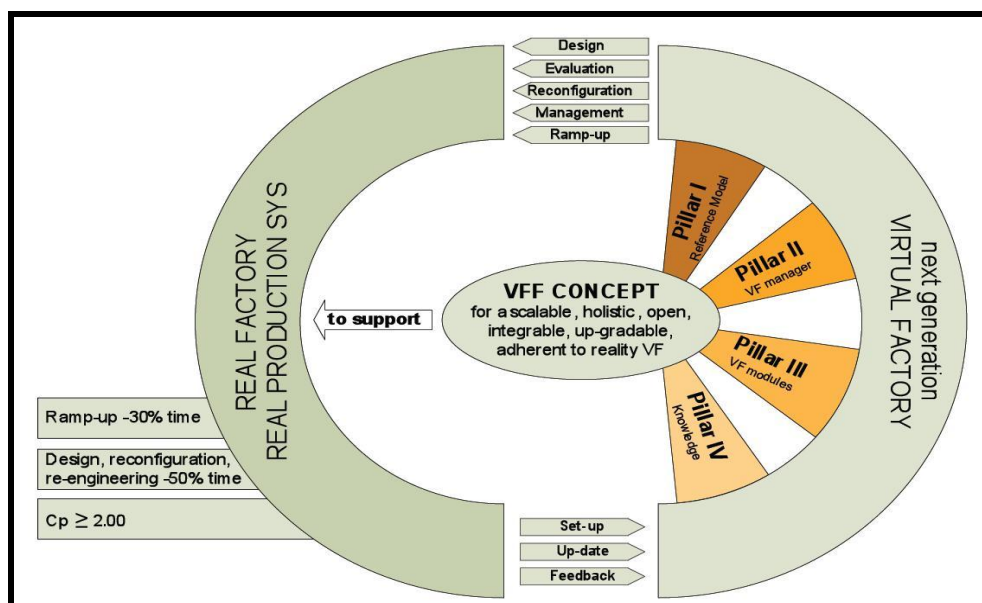 Design
Evaluation
Reconfiguration
Management
Ramp-up
REAL FACTORY
REAL PRODUCTION SYS
to support
VFF CONCEPT
for a scalable, holistic, open,
integrable, up-gradable,
adherent to reality VF
Pillar I
Reference Model
Pillar II
VF manager
Pillar III
VF modules
Pillar IV
Knowledge
next generation
VIRTUAL FACTORY
Ramp-up -30% time
Design, reconfiguration,
re-engineering -50% time
Cp ≥ 2.00
Set-up
Up-date
Feedback